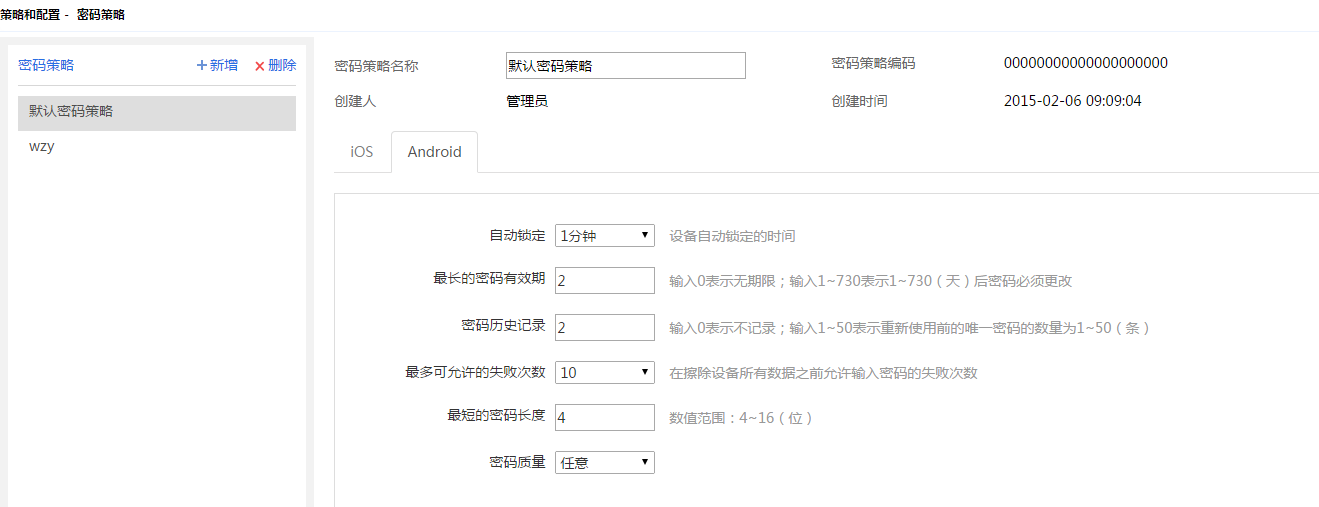 策略和配置 - 密码策略
密码策略 新增 删除
默认密码策略
wzy
密码策略名称 默认密码策略 密码策略编码 00000000000000000000
创建人 管理员 创建时间 2015-02-06 09:09:04
iOS Android
自动锁定 1分钟 设备自动锁定的时间
最长的密码有效期 2 输入0表示无期限；输入1~730表示1~730（天）后密码必须更改
密码历史记录 2 输入0表示不记录；输入1~50表示重新使用前的唯一密码的数量为1~50（条）
最多可允许的失败次数 10 在擦除设备所有数据之前允许输入密码的失败次数
最短的密码长度 4 数值范围：4~16（位）
密码质量 任意